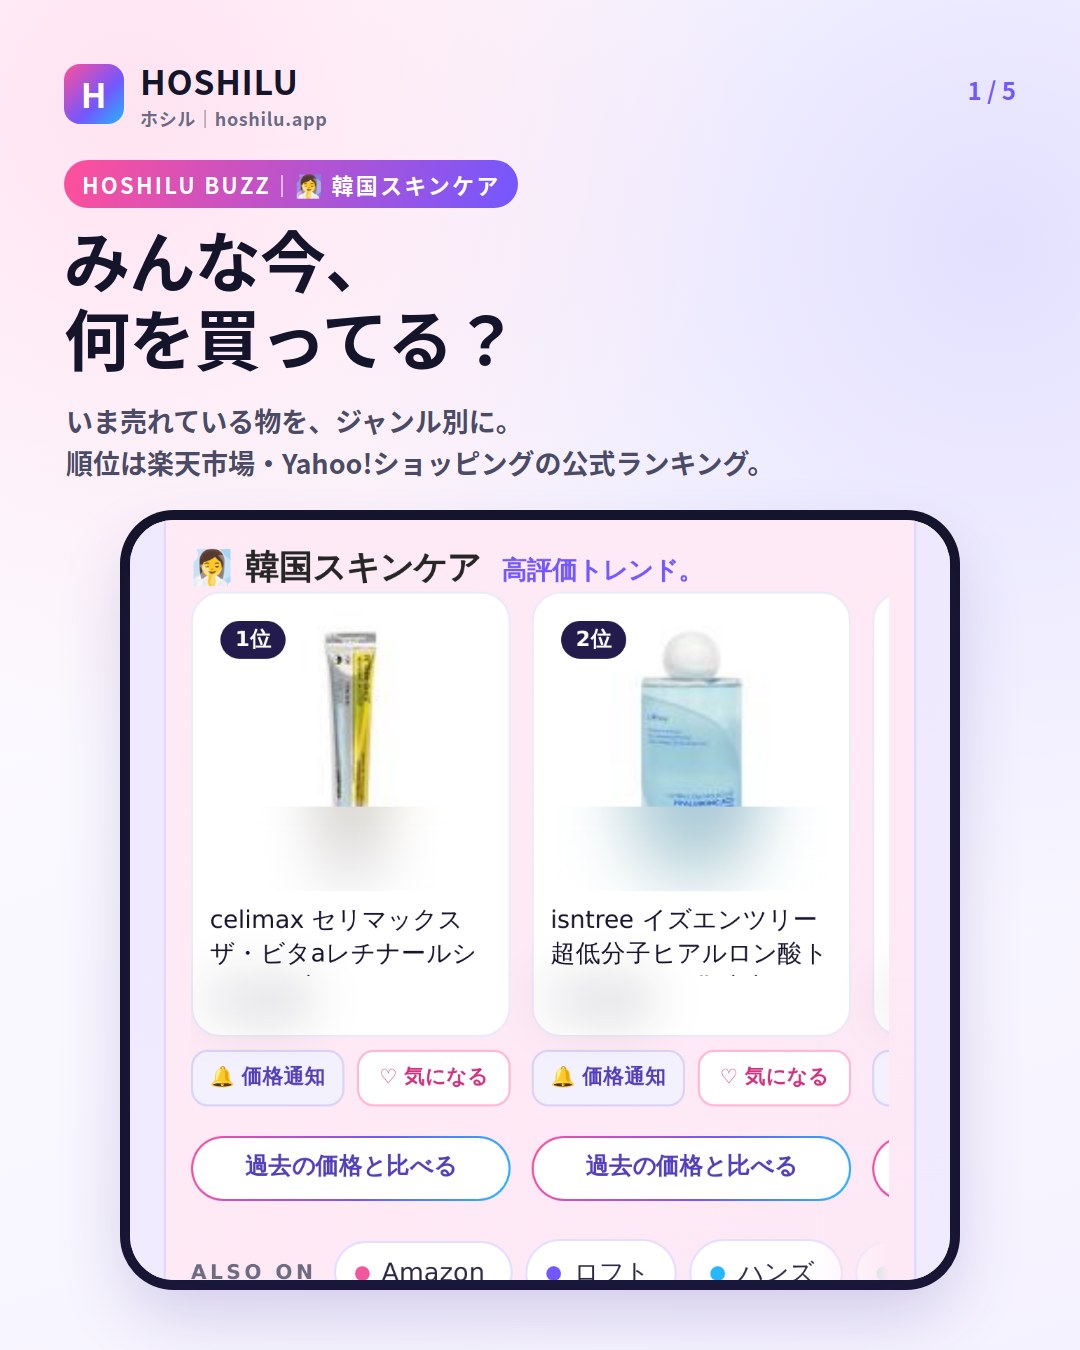 H
HOSHILU
ホシル｜hoshilu.app
1 / 5
HOSHILU BUZZ｜👩‍⚕️ 韓国スキンケア
みんな今、
何を買ってる？
いま売れている物を、ジャンル別に。
順位は楽天市場・Yahoo!ショッピングの公式ランキング。
韓国スキンケア 高評価トレンド。
1位
2位
celimax セリマックス
ザ・ビタaレチナールシ
isntree イズエンツリー
超低分子ヒアルロン酸ト
🔔 価格通知
♡ 気になる
🔔 価格通知
♡ 気になる
過去の価格と比べる
過去の価格と比べる
ALSO ON
Amazon
ロフト
ハンズ